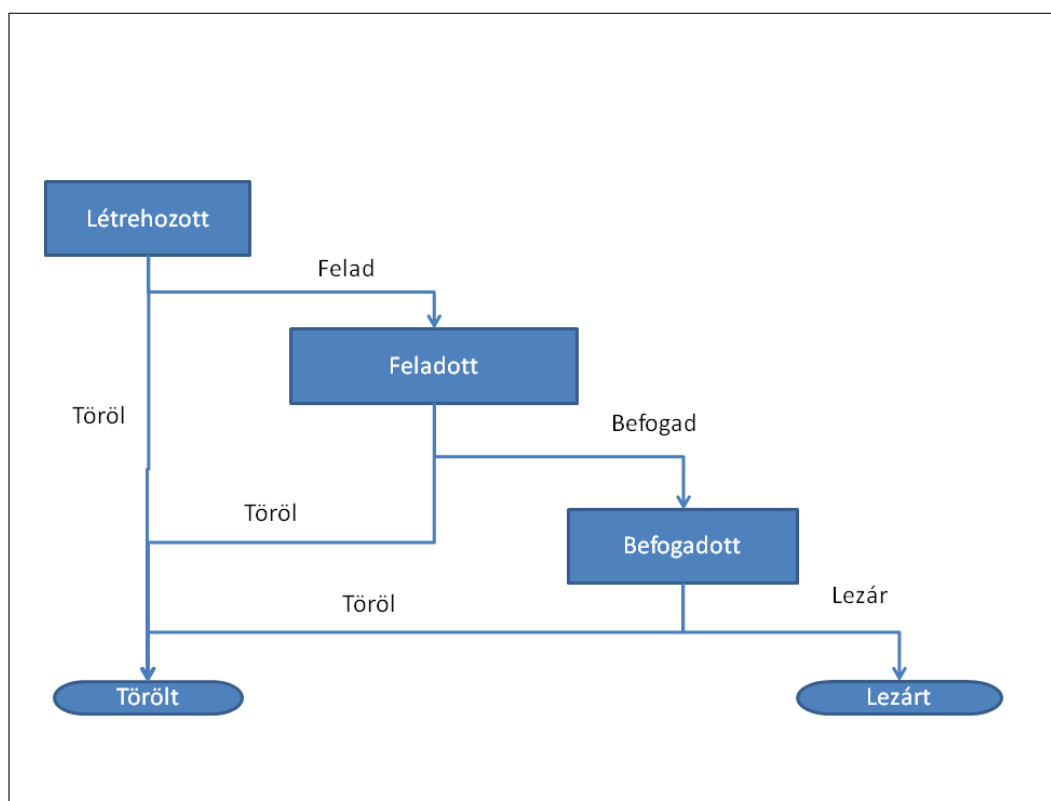 Létrehozott
Felad
Feladott
Töröl
Befogad
Töröl
Befogadott
Töröl
Lezár
Törölt
Lezárt